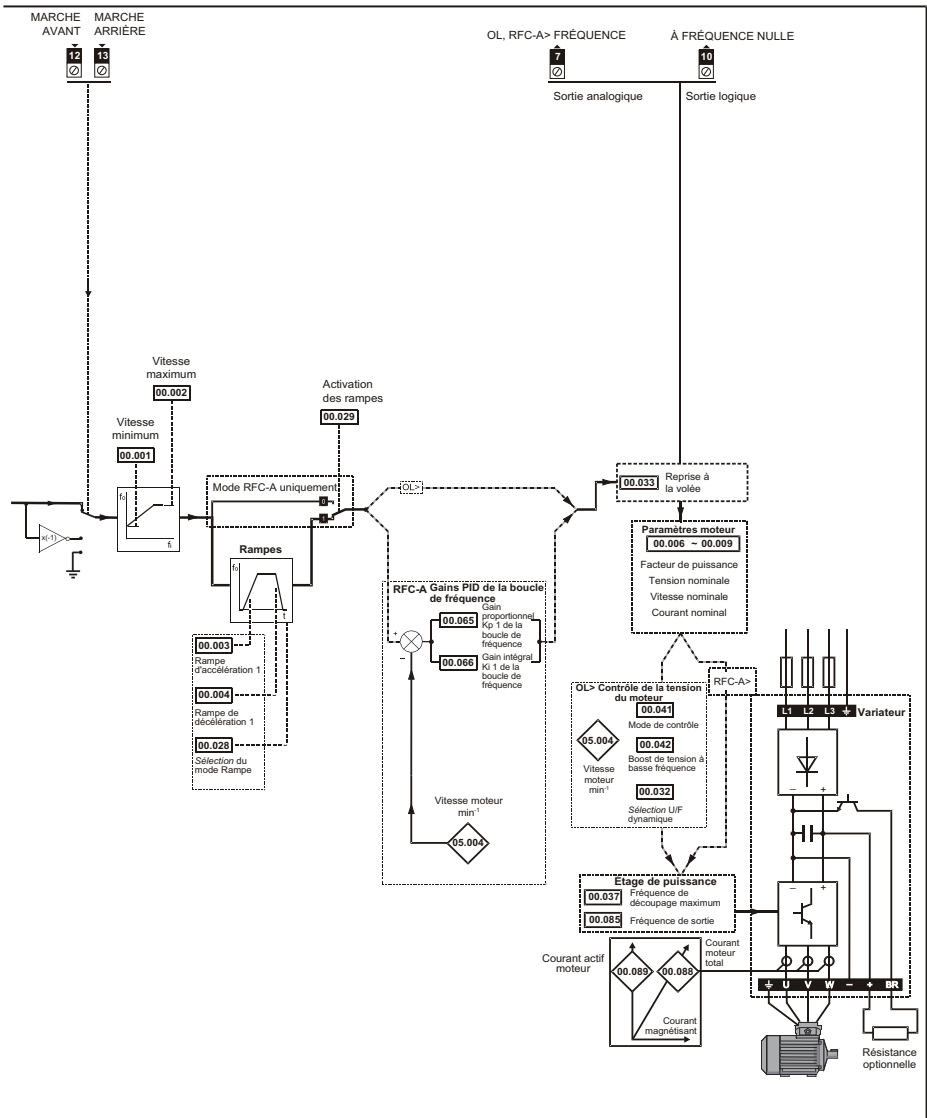 MARCHE AVANT
MARCHE ARRIÈRE
12
13
OL, RFC-A> FRÉQUENCE
À FRÉQUENCE NULLE
7
10
Sortie analogique
Sortie logique
Vitesse
maximum
00.002
Vitesse
minimum
00.001
Activation
des rampes
00.029
Mode RFC-A uniquement
0
1
OL>
x(-1)
f₀
fᵢ
Rampes
f₀
t
00.003
Rampe
d'accélération 1
00.004
Rampe de
décélération 1
00.028
Sélection du
mode Rampe
RFC-A Gains PID de la boucle
de fréquence
+
−
00.065
Gain
proportionnel
Kp 1 de la
boucle de
fréquence
00.066
Gain intégral
Ki 1 de la
boucle de
fréquence
Vitesse moteur
min⁻¹
05.004
00.033
Reprise à
la volée
Paramètres moteur
00.006 ~ 00.009
Facteur de puissance
Tension nominale
Vitesse nominale
Courant nominal
RFC-A>
OL> Contrôle de la tension
du moteur
00.041
Mode de contrôle
05.004
Vitesse
moteur
min⁻¹
00.042
Boost de tension à
basse fréquence
00.032
Sélection U/F
dynamique
Étage de puissance
00.037
Fréquence de
découpage maximum
00.085
Fréquence de sortie
Courant actif
moteur
00.089
00.088
Courant
moteur
total
Courant
magnétisant
L1 L2 L3
Variateur
− +
− +
U V W − + BR
Résistance
optionnelle